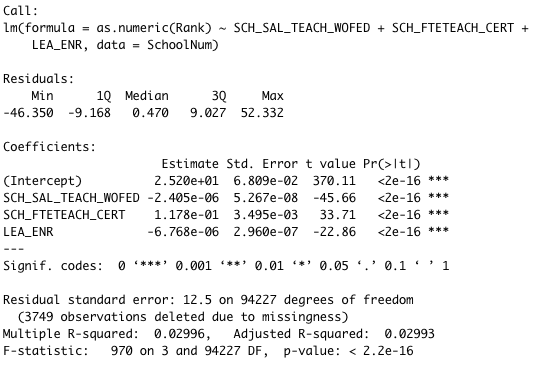 Call:
lm(formula = as.numeric(Rank) ~ SCH_SAL_TEACH_WOFED + SCH_FTETEACH_CERT +
    LEA_ENR, data = SchoolNum)

Residuals:
    Min      1Q  Median      3Q     Max
-46.350  -9.168   0.470   9.027  52.332

Coefficients:
                      Estimate Std. Error t value Pr(>|t|)
(Intercept)          2.520e+01  6.809e-02  370.11   <2e-16 ***
SCH_SAL_TEACH_WOFED -2.405e-06  5.267e-08  -45.66   <2e-16 ***
SCH_FTETEACH_CERT    1.178e-01  3.495e-03   33.71   <2e-16 ***
LEA_ENR             -6.768e-06  2.960e-07  -22.86   <2e-16 ***
---
Signif. codes:  0 ‘***’ 0.001 ‘**’ 0.01 ‘*’ 0.05 ‘.’ 0.1 ‘ ’ 1

Residual standard error: 12.5 on 94227 degrees of freedom
  (3749 observations deleted due to missingness)
Multiple R-squared:  0.02996,	Adjusted R-squared:  0.02993
F-statistic:   970 on 3 and 94227 DF,  p-value: < 2.2e-16